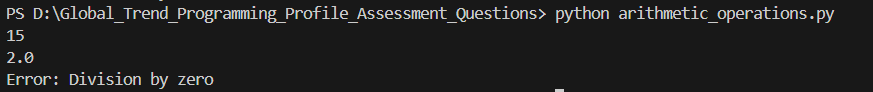 PS D:\Global_Trend_Programming_Profile_Assessment_Questions> python arithmetic_operations.py
15
2.0
Error: Division by zero